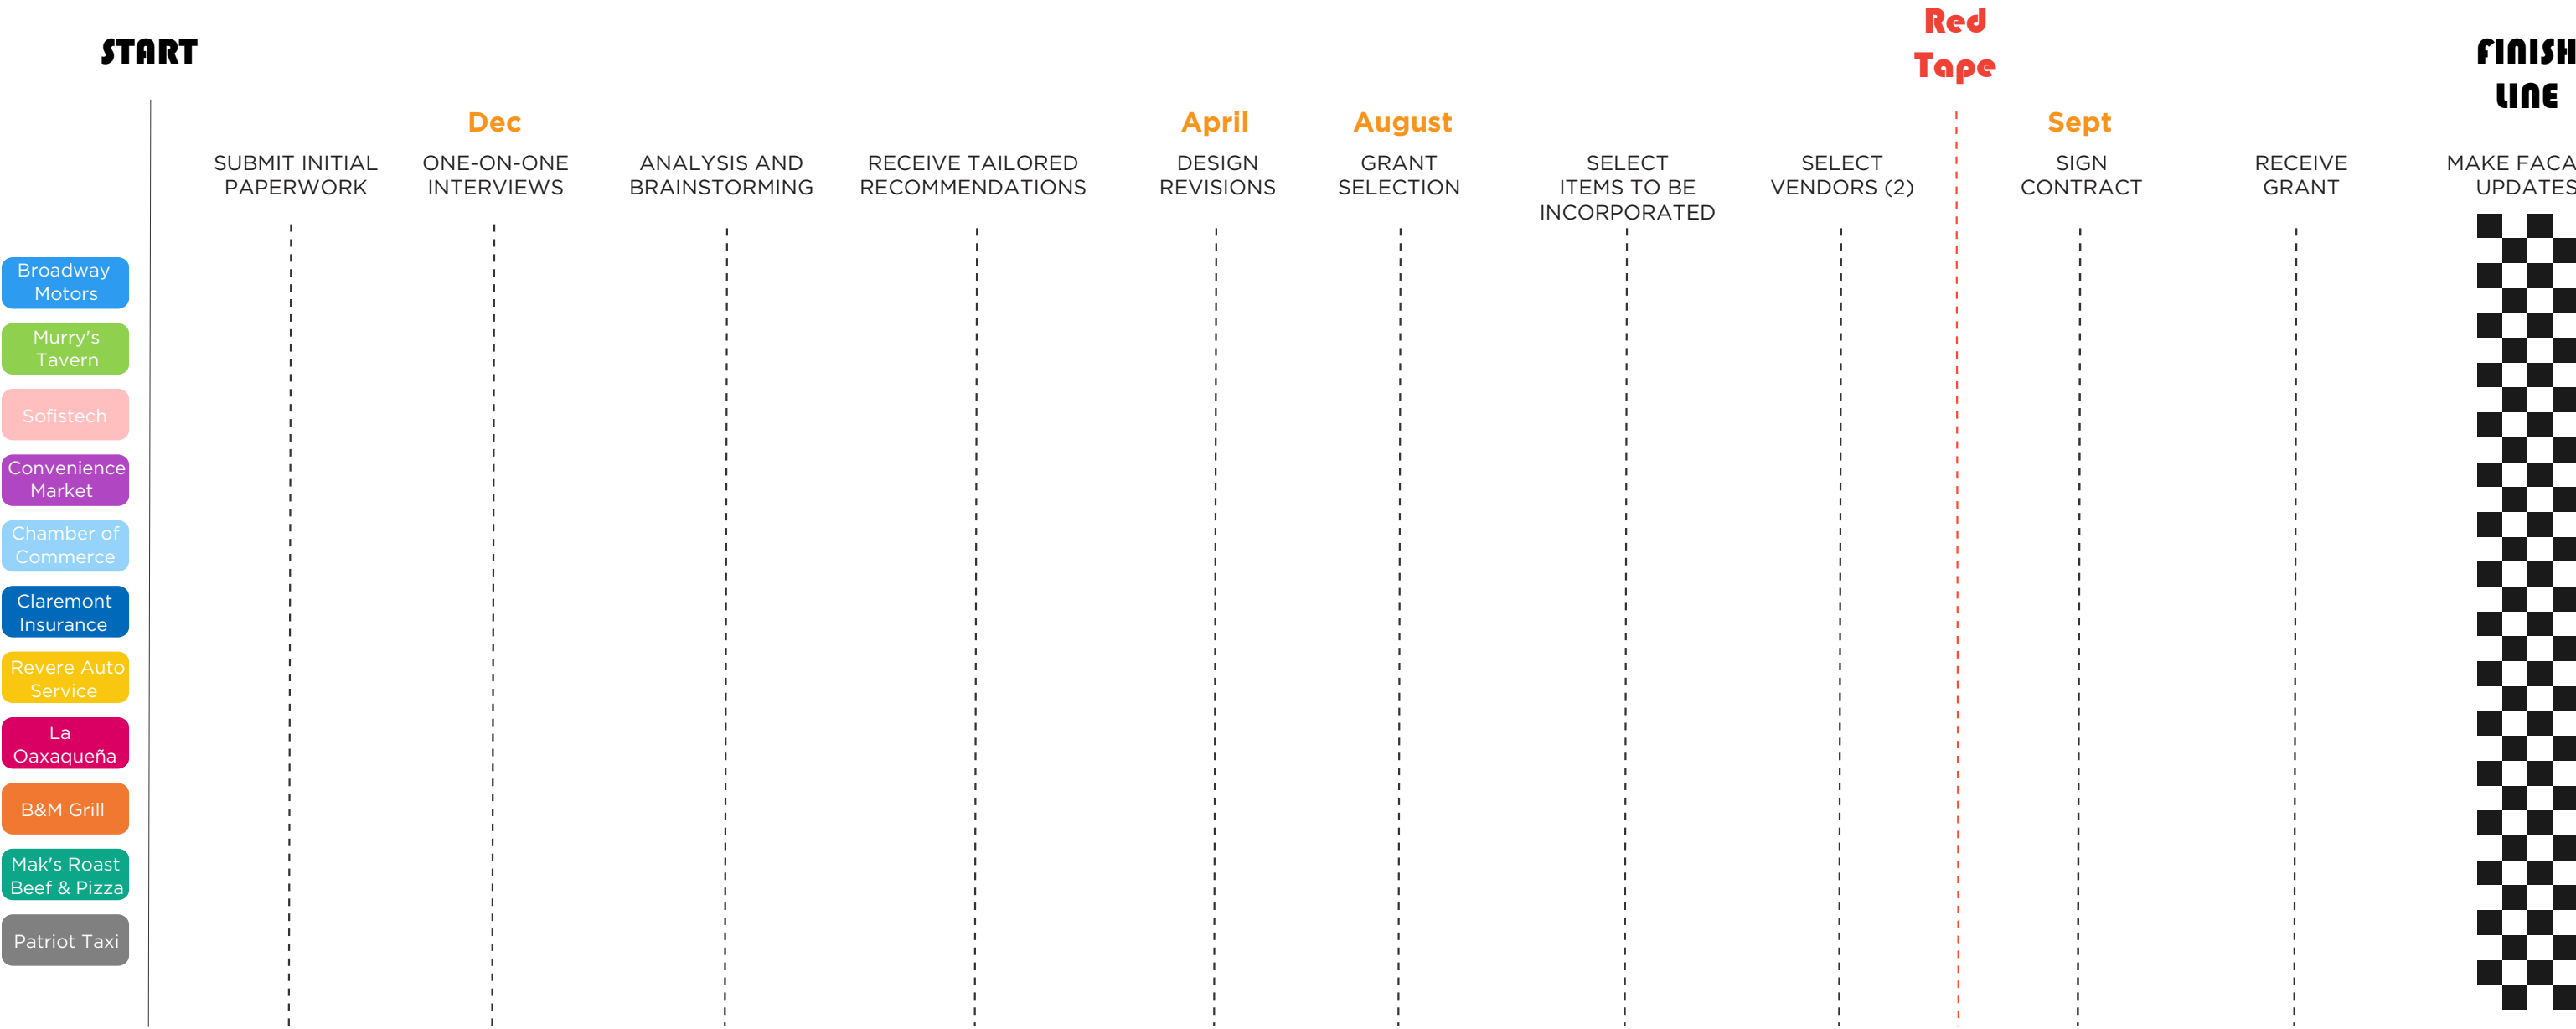 START
Red
Tape
FINISH
LINE
Dec
April
August
Sept
SUBMIT INITIAL
PAPERWORK
ONE-ON-ONE
INTERVIEWS
ANALYSIS AND
BRAINSTORMING
RECEIVE TAILORED
RECOMMENDATIONS
DESIGN
REVISIONS
GRANT
SELECTION
SELECT
ITEMS TO BE
INCORPORATED
SELECT
VENDORS (2)
SIGN
CONTRACT
RECEIVE
GRANT
MAKE FACA
UPDATES
Broadway
Motors
Murry's
Tavern
Sofistech
Convenience
Market
Chamber of
Commerce
Claremont
Insurance
Revere Auto
Service
La
Oaxaqueña
B&M Grill
Mak's Roast
Beef & Pizza
Patriot Taxi